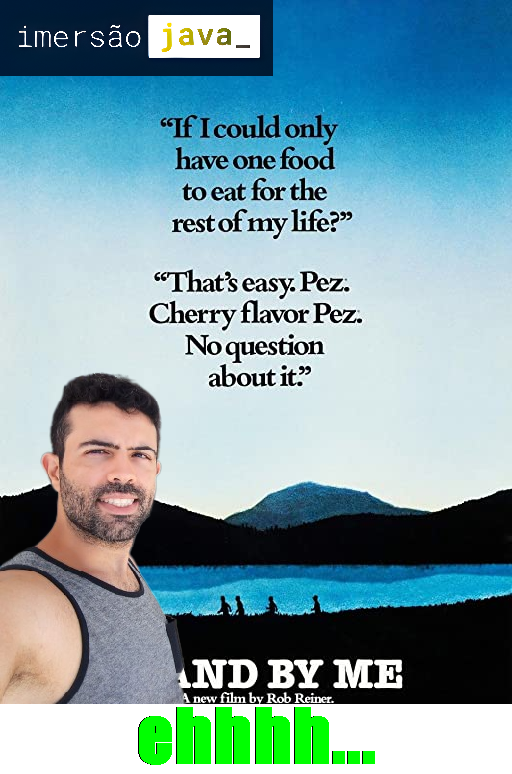 imersão java_
“If I could only
have one food
to eat for the
rest of my life?”
“That’s easy. Pez.
Cherry flavor Pez.
No question
about it.”
AND BY ME
A new film by Rob Reiner.
ehhhh...